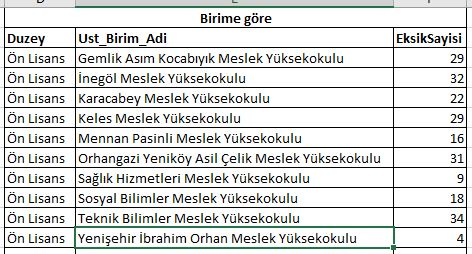 Birime göre
Duzey Ust_Birim_Adi EksikSayisi
Ön Lisans Gemlik Asım Kocabıyık Meslek Yüksekokulu 29
Ön Lisans İnegöl Meslek Yüksekokulu 32
Ön Lisans Karacabey Meslek Yüksekokulu 22
Ön Lisans Keles Meslek Yüksekokulu 29
Ön Lisans Mennan Pasinli Meslek Yüksekokulu 16
Ön Lisans Orhangazi Yeniköy Asil Çelik Meslek Yüksekokulu 31
Ön Lisans Sağlık Hizmetleri Meslek Yüksekokulu 9
Ön Lisans Sosyal Bilimler Meslek Yüksekokulu 18
Ön Lisans Teknik Bilimler Meslek Yüksekokulu 34
Ön Lisans Yenişehir İbrahim Orhan Meslek Yüksekokulu 4